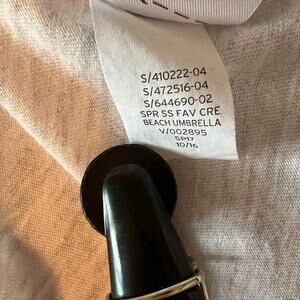 S/410222-04
S/472516-04
S/644690-02
SPR SS FAV CRE
BEACH UMBRELLA
V/002895
SP17
10/16